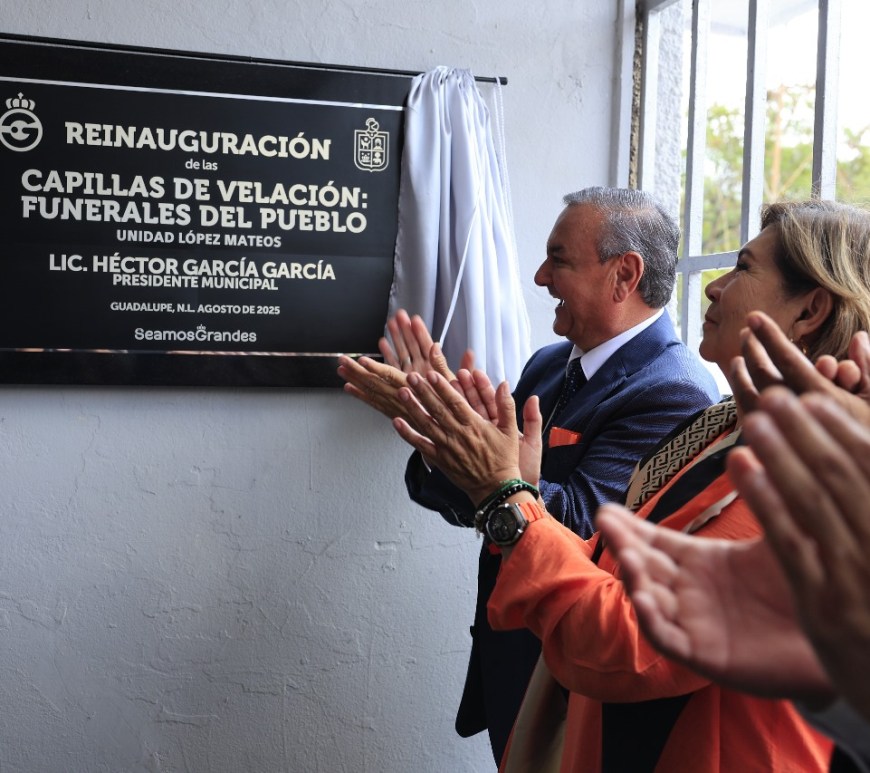 REINAUGURACIÓN
de las
CAPILLAS DE VELACIÓN:
FUNERALES DEL PUEBLO
UNIDAD LÓPEZ MATEOS
LIC. HÉCTOR GARCÍA GARCÍA
PRESIDENTE MUNICIPAL
GUADALUPE, N.L. AGOSTO DE 2025
SeamosGrandes